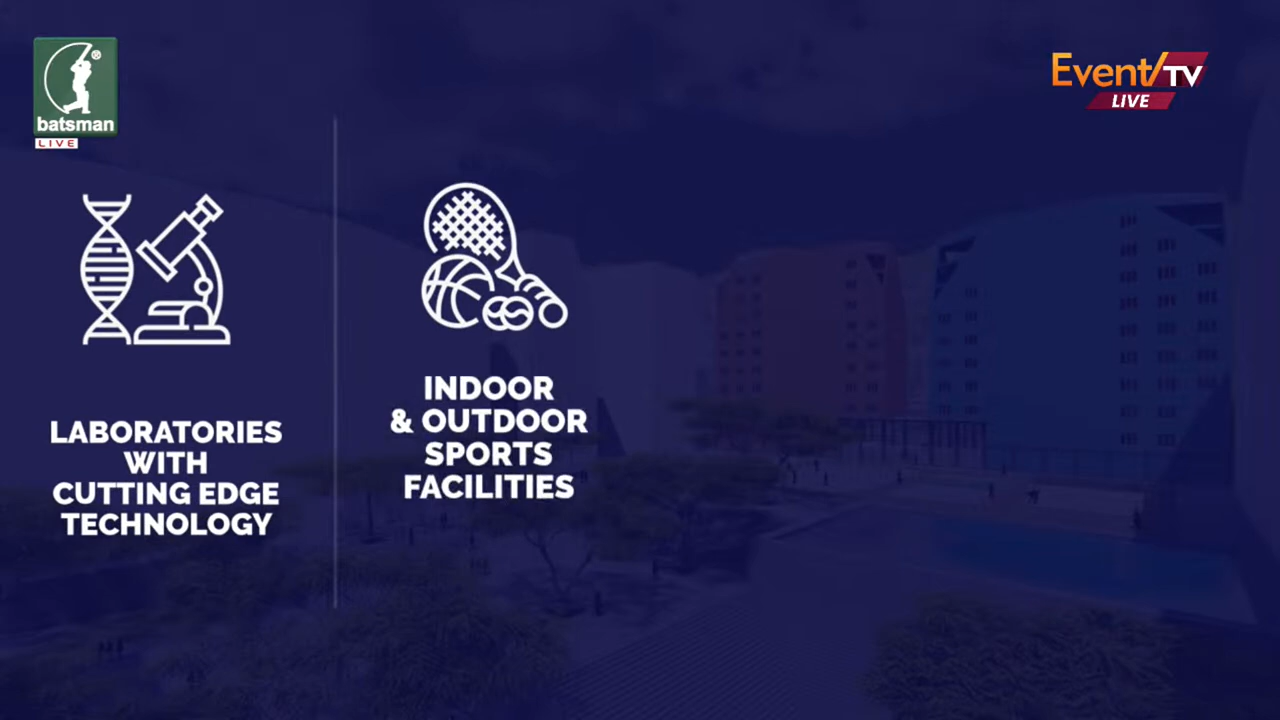 batsman
LIVE
Event/TV
LIVE
LABORATORIES
WITH
CUTTING EDGE
TECHNOLOGY
INDOOR
& OUTDOOR
SPORTS
FACILITIES